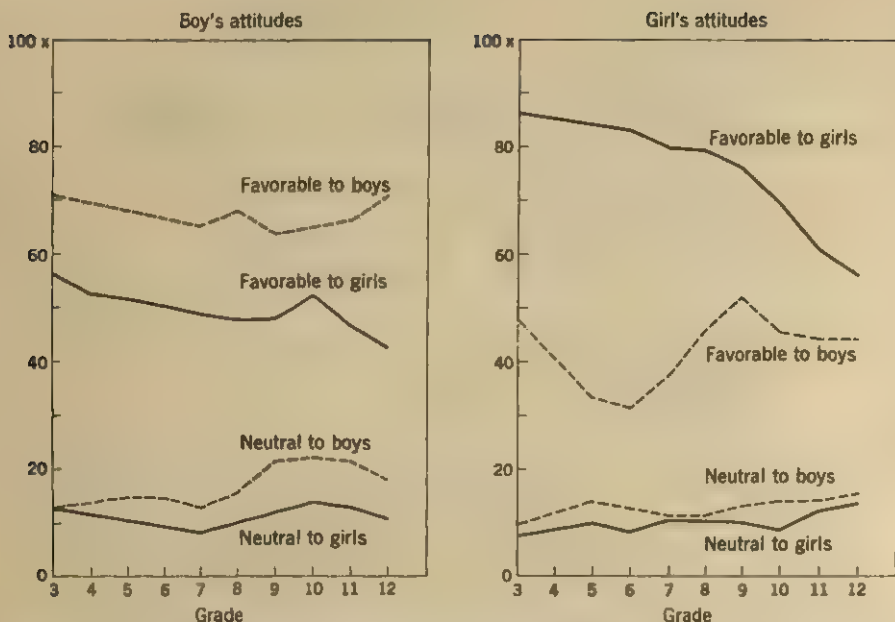 Boy's attitudes
100 x
80
60
40
20
0
Favorable to boys
Favorable to girls
Neutral to boys
Neutral to girls
3 4 5 6 7 8 9 10 11 12
Grade
Girl's attitudes
100 x
80
60
40
20
0
Favorable to girls
Favorable to boys
Neutral to boys
Neutral to girls
3 4 5 6 7 8 9 10 11 12
Grade